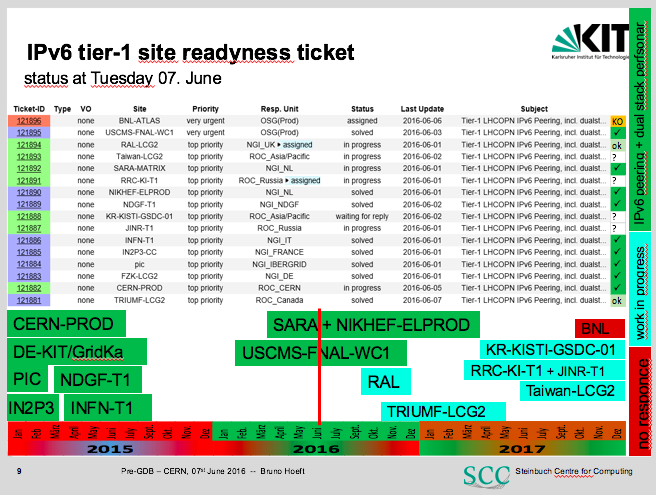 IPv6 tier-1 site readyness ticket
status at Tuesday 07. June
KIT
Karlsruher Institut für Technologie
Ticket-ID Type VO Site Priority Resp. Unit Status Last Update Subject
121896 none BNL-ATLAS very urgent OSG(Prod) assigned 2016-06-06 Tier-1 LHCOPN IPv6 Peering, incl. dualst... KO
121895 none USCMS-FNAL-WC1 very urgent OSG(Prod) solved 2016-06-03 Tier-1 LHCOPN IPv6 Peering, incl. dualst... ✓
121894 none RAL-LCG2 top priority NGI_UK ▸ assigned in progress 2016-06-01 Tier-1 LHCOPN IPv6 Peering, incl. dualst... ok
121893 none Taiwan-LCG2 top priority ROC_Asia/Pacific in progress 2016-06-02 Tier-1 LHCOPN IPv6 Peering, incl. dualst... ?
121892 none SARA-MATRIX top priority NGI_NL in progress 2016-06-01 Tier-1 LHCOPN IPv6 Peering, incl. dualst... ✓
121891 none RRC-KI-T1 top priority ROC_Russia ▸ assigned in progress 2016-06-01 Tier-1 LHCOPN IPv6 Peering, incl. dualst... ?
121890 none NIKHEF-ELPROD top priority NGI_NL solved 2016-06-01 Tier-1 LHCOPN IPv6 Peering, incl. dualst... ✓
121889 none NDGF-T1 top priority NGI_NDGF solved 2016-06-02 Tier-1 LHCOPN IPv6 Peering, incl. dualst... ✓
121888 none KR-KISTI-GSDC-01 top priority ROC_Asia/Pacific waiting for reply 2016-06-02 Tier-1 LHCOPN IPv6 Peering, incl. dualst... ?
121887 none JINR-T1 top priority ROC_Russia in progress 2016-06-01 Tier-1 LHCOPN IPv6 Peering, incl. dualst... ?
121886 none INFN-T1 top priority NGI_IT solved 2016-06-01 Tier-1 LHCOPN IPv6 Peering, incl. dualst... ✓
121885 none IN2P3-CC top priority NGI_FRANCE solved 2016-06-01 Tier-1 LHCOPN IPv6 Peering, incl. dualst... ✓
121884 none pic top priority NGI_IBERGRID solved 2016-06-01 Tier-1 LHCOPN IPv6 Peering, incl. dualst... ✓
121883 none FZK-LCG2 top priority NGI_DE solved 2016-06-01 Tier-1 LHCOPN IPv6 Peering, incl. dualst... ✓
121882 none CERN-PROD top priority ROC_CERN in progress 2016-06-05 Tier-1 LHCOPN IPv6 Peering, incl. dualst... ✓
121881 none TRIUMF-LCG2 top priority ROC_Canada solved 2016-06-07 Tier-1 LHCOPN IPv6 Peering, incl. dualst... ok
IPv6 peering + dual stack perfsonar
work in progress
no responce
CERN-PROD SARA + NIKHEF-ELPROD BNL
DE-KIT/GridKa USCMS-FNAL-WC1 KR-KISTI-GSDC-01
PIC NDGF-T1 RAL RRC-KI-T1 + JINR-T1
Taiwan-LCG2
IN2P3 INFN-T1 TRIUMF-LCG2
Jan Feb. März April Mai Juni July Aug. Sept. Okt. Nov. Dez Jan Feb. März April Mai Juni July Aug. Sept. Okt. Nov. Dez Jan Feb. März April Mai Juni July Aug. Sept. Okt. Nov. Dez
2015 2016 2017
9 Pre-GDB – CERN, 07st June 2016 -- Bruno Hoeft SCC Steinbuch Centre for Computing